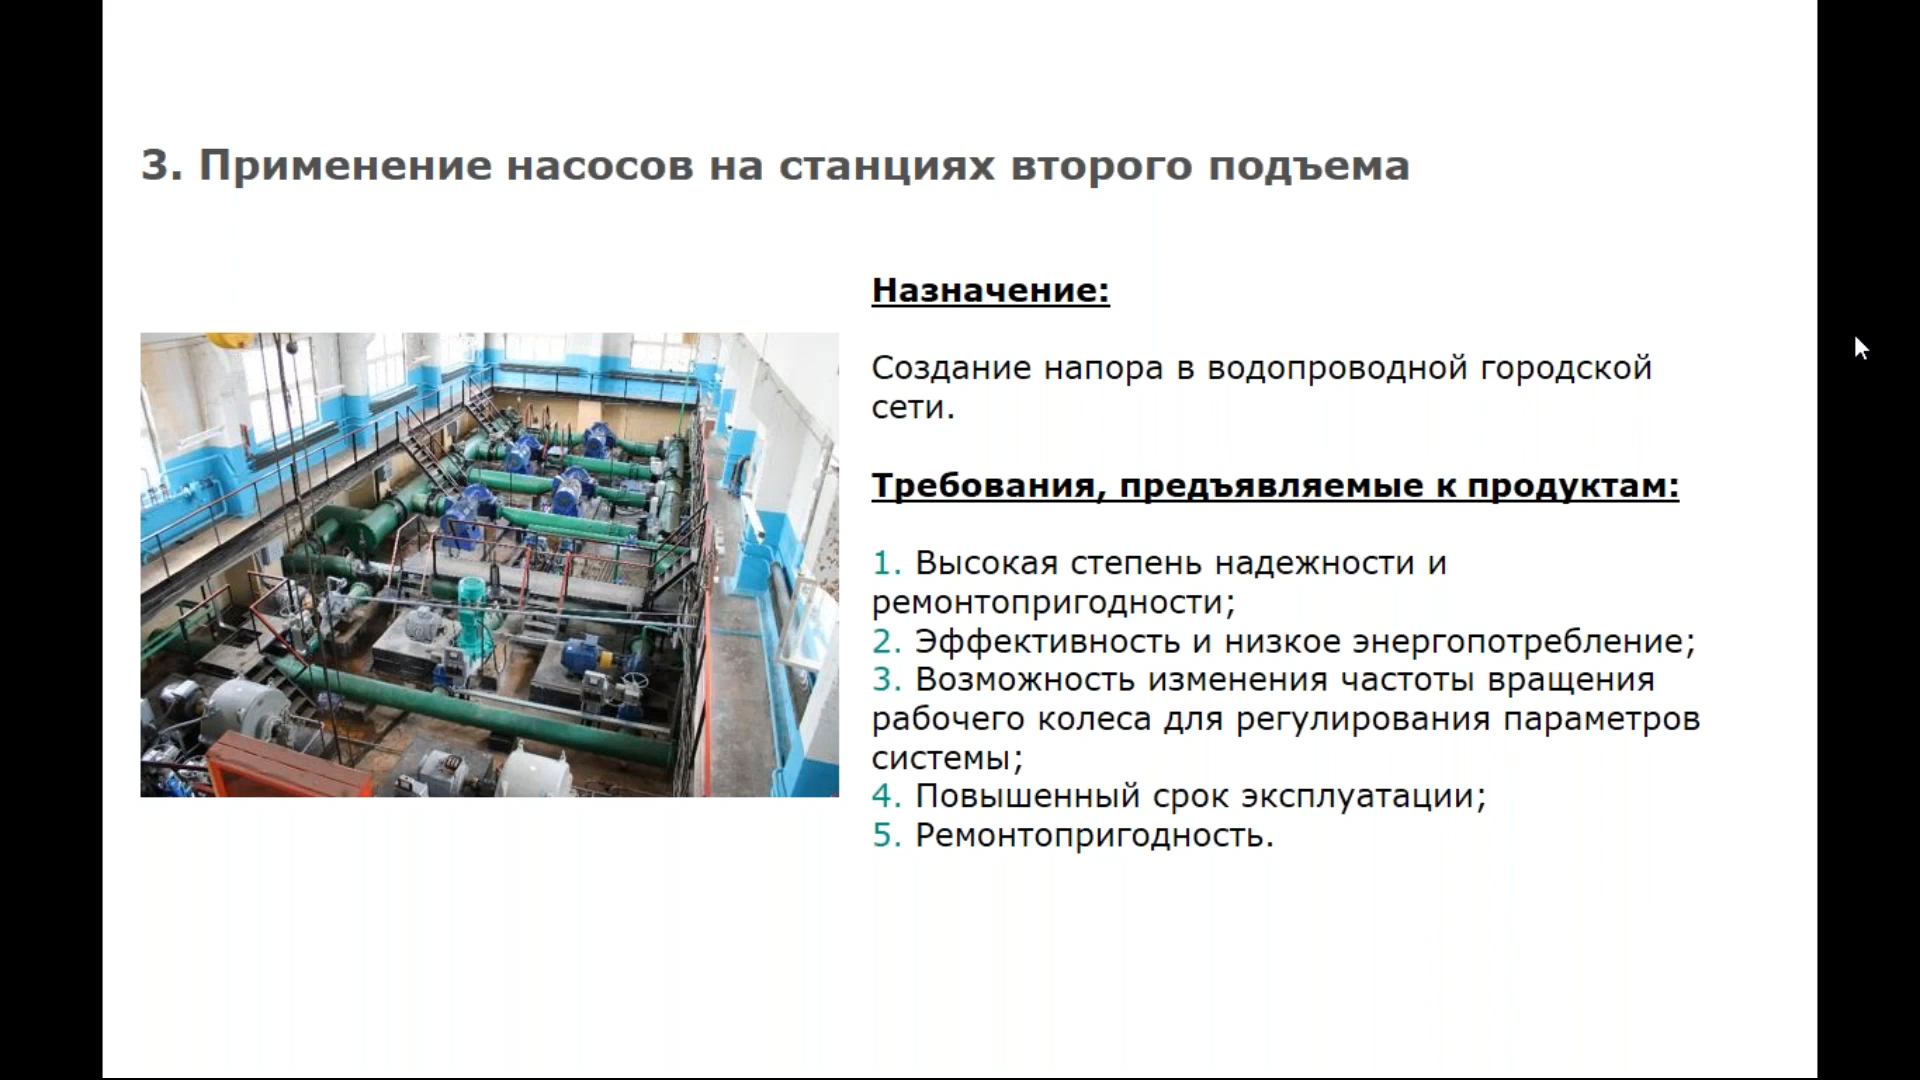 3. Применение насосов на станциях второго подъема
Назначение:
Создание напора в водопроводной городской
сети.
Требования, предъявляемые к продуктам:
1. Высокая степень надежности и
ремонтопригодности;
2. Эффективность и низкое энергопотребление;
3. Возможность изменения частоты вращения
рабочего колеса для регулирования параметров
системы;
4. Повышенный срок эксплуатации;
5. Ремонтопригодность.